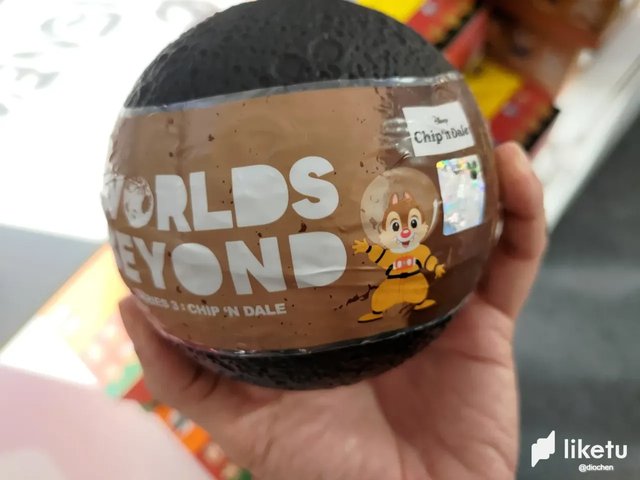 Disney
Chip 'n Dale
WORLDS
BEYOND
SERIES 3 : CHIP 'N DALE
liketu
@diochen